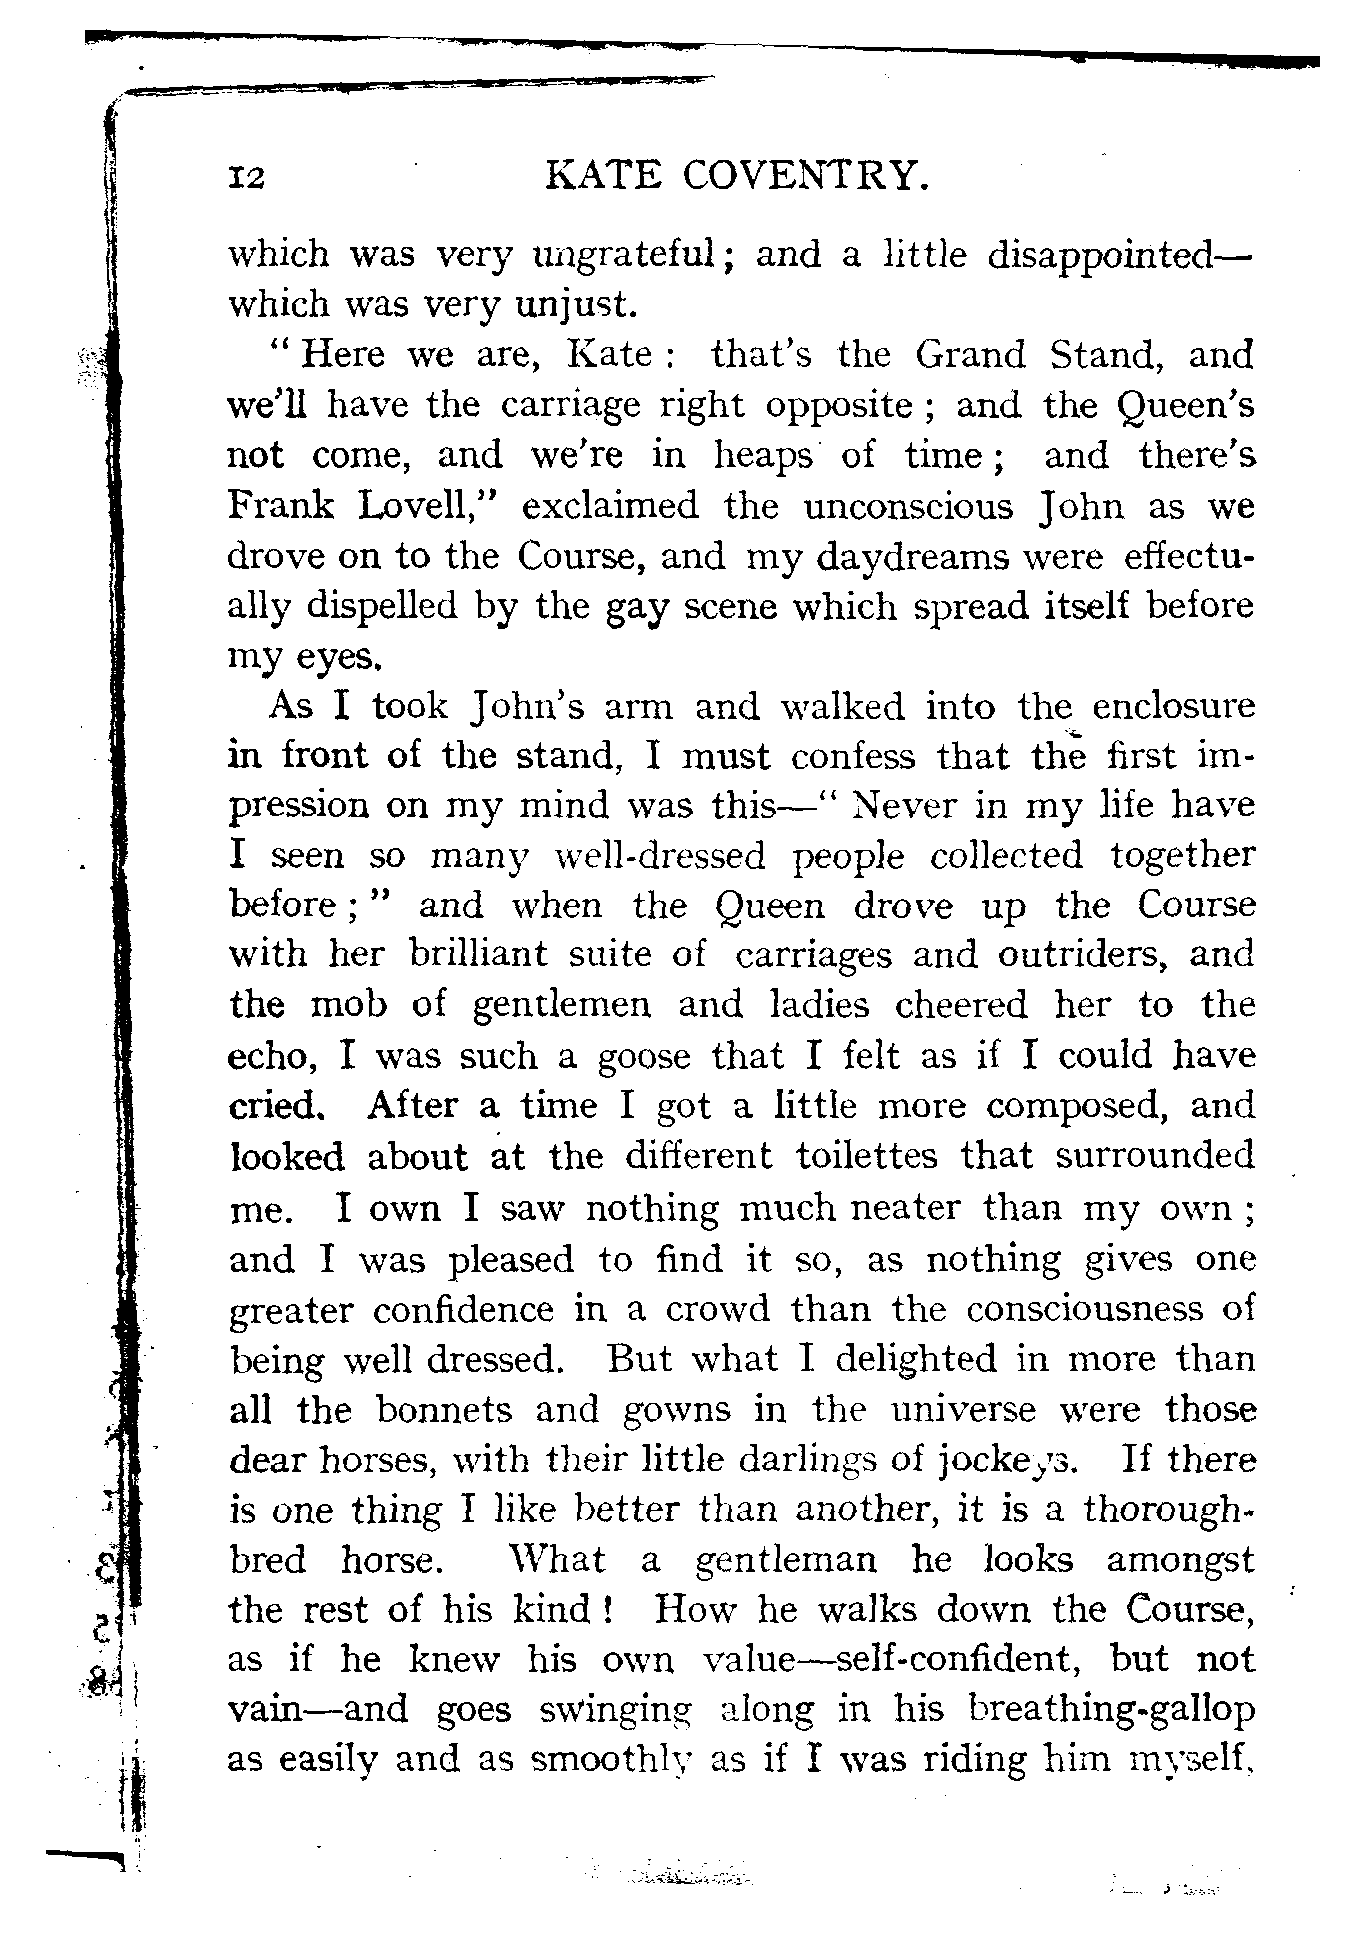 12 KATE COVENTRY.
which was very ungrateful; and a little disappointed—
which was very unjust.
“ Here we are, Kate : that’s the Grand Stand, and
we’ll have the carriage right opposite ; and the Queen’s
not come, and we’re in heaps of time ; and there’s
Frank Lovell,” exclaimed the unconscious John as we
drove on to the Course, and my daydreams were effectu-
ally dispelled by the gay scene which spread itself before
my eyes.
As I took John’s arm and walked into the enclosure
in front of the stand, I must confess that the first im-
pression on my mind was this—“ Never in my life have
I seen so many well-dressed people collected together
before ; ” and when the Queen drove up the Course
with her brilliant suite of carriages and outriders, and
the mob of gentlemen and ladies cheered her to the
echo, I was such a goose that I felt as if I could have
cried. After a time I got a little more composed, and
looked about at the different toilettes that surrounded
me. I own I saw nothing much neater than my own ;
and I was pleased to find it so, as nothing gives one
greater confidence in a crowd than the consciousness of
being well dressed. But what I delighted in more than
all the bonnets and gowns in the universe were those
dear horses, with their little darlings of jockeys. If there
is one thing I like better than another, it is a thorough-
bred horse. What a gentleman he looks amongst
the rest of his kind ! How he walks down the Course,
as if he knew his own value—self-confident, but not
vain—and goes swinging along in his breathing-gallop
as easily and as smoothly as if I was riding him myself,